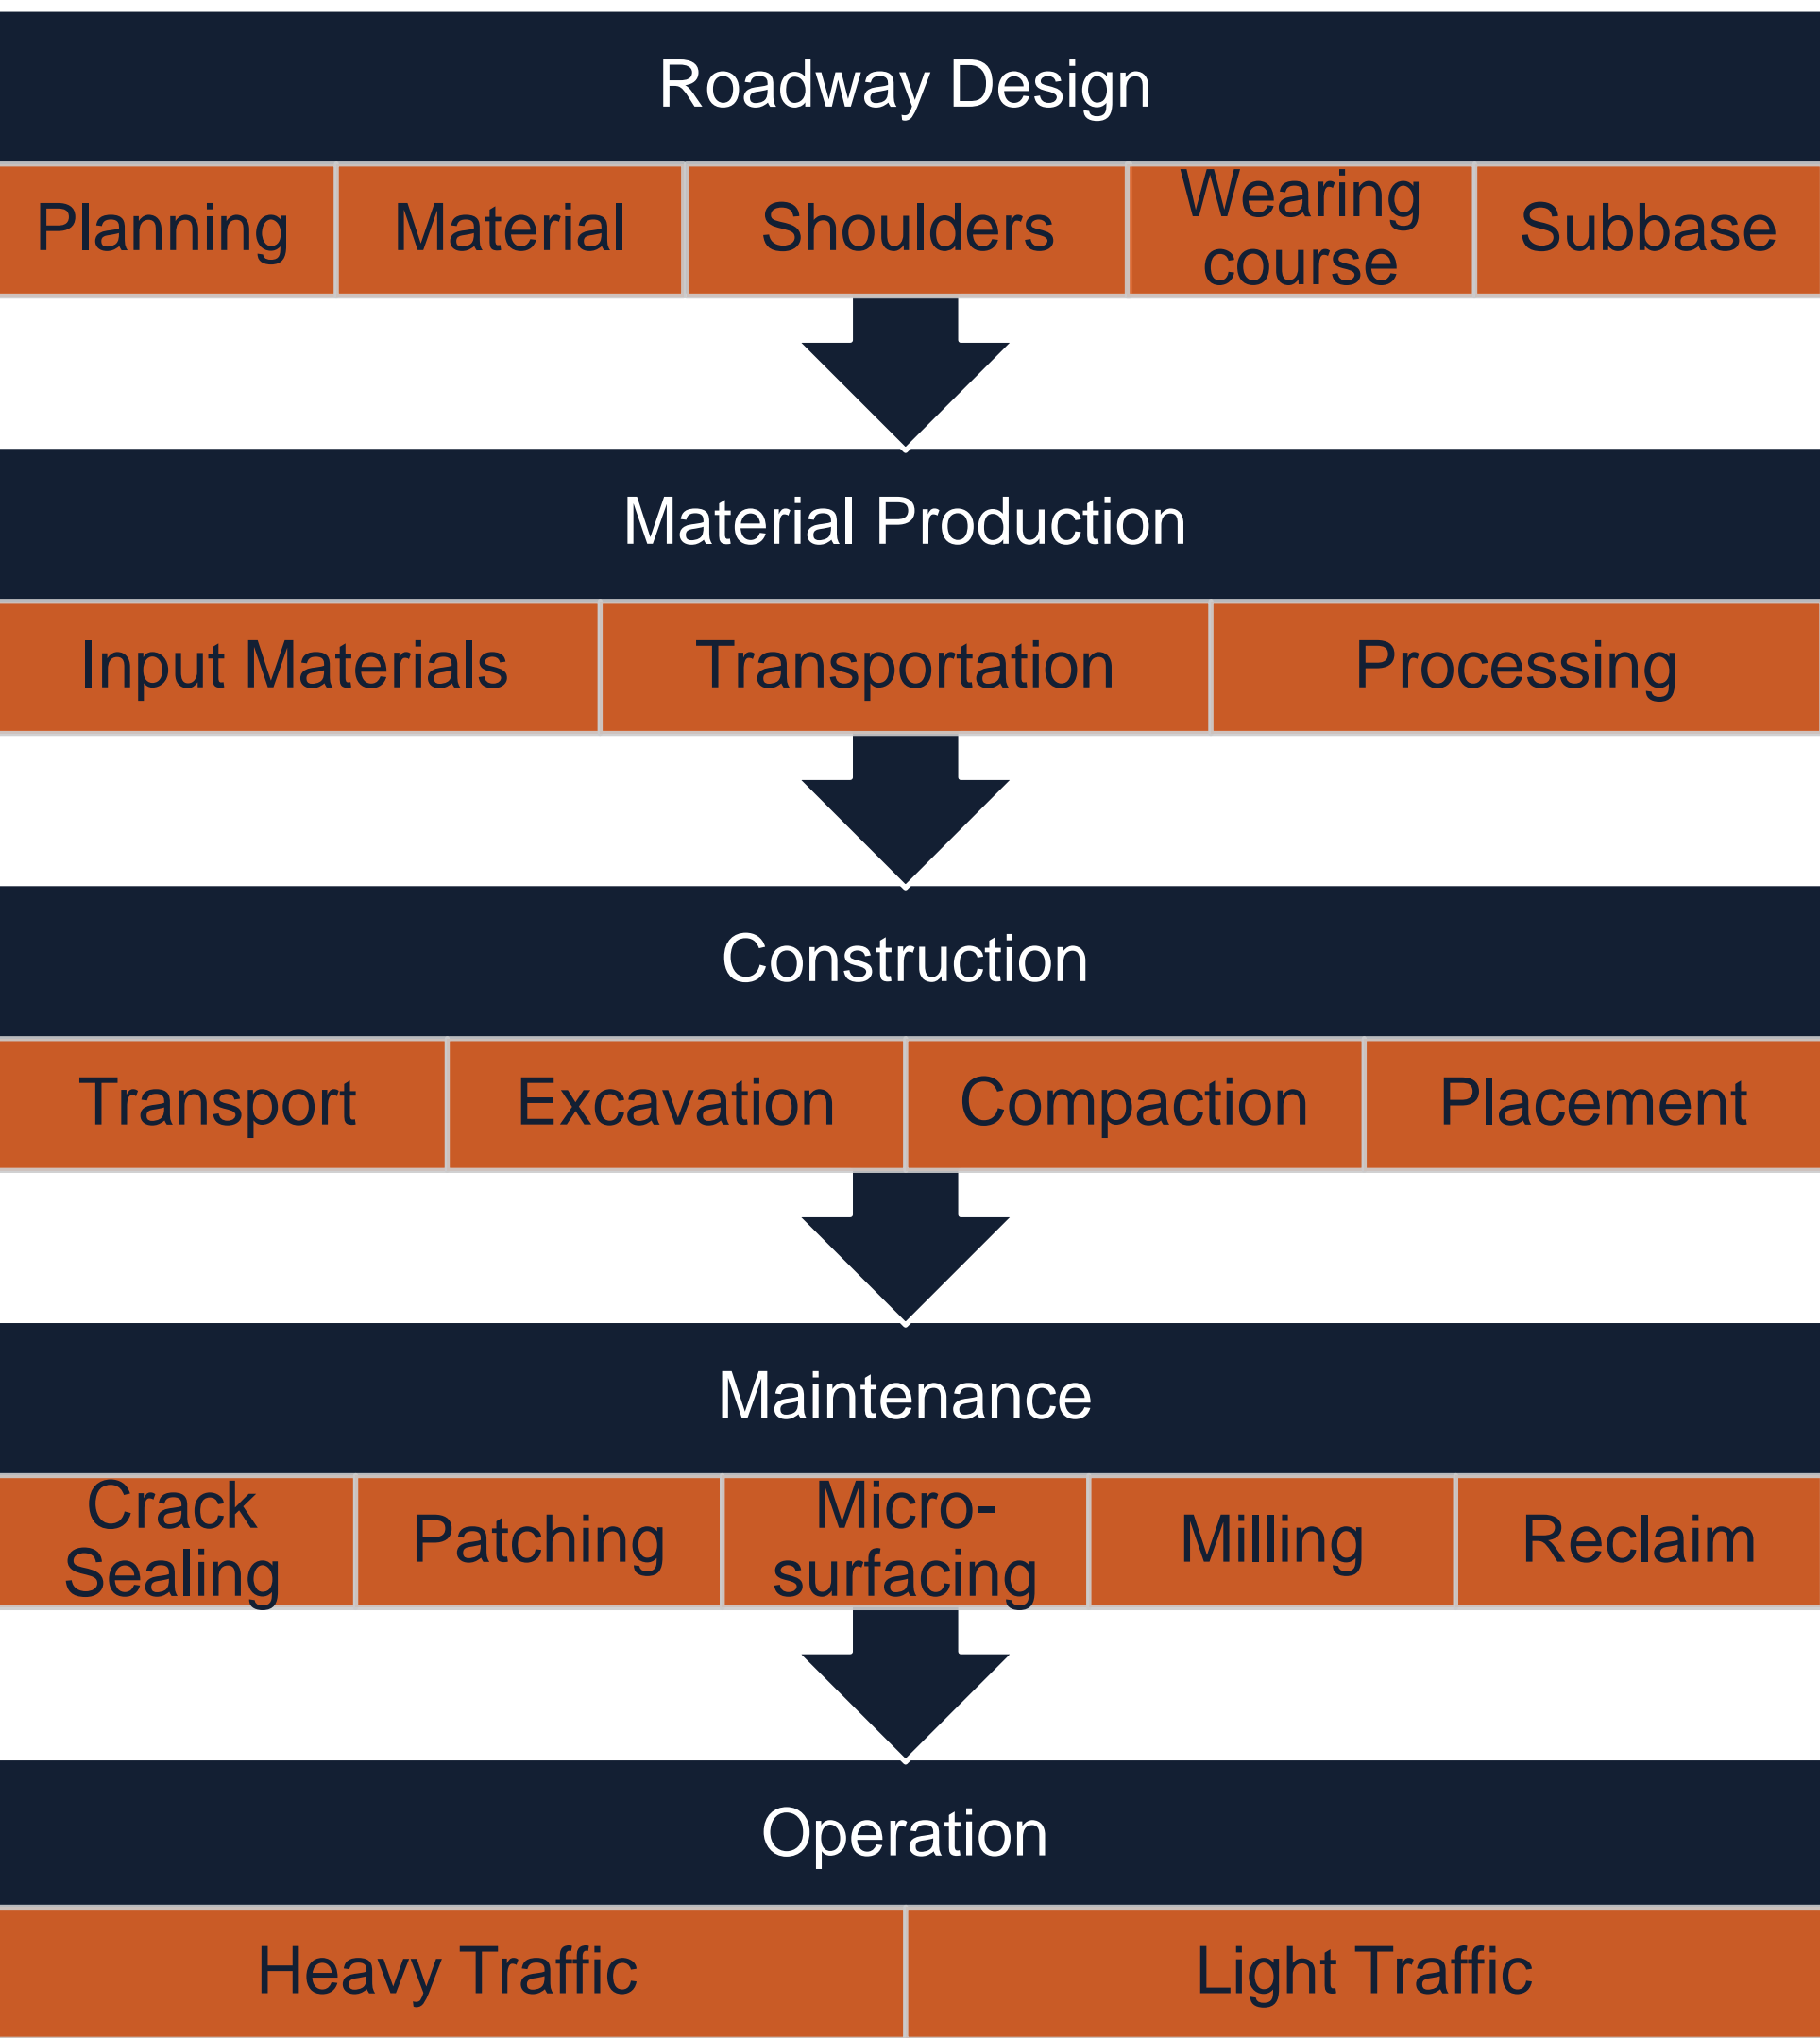 Roadway Design
Planning
Material
Shoulders
Wearing
course
Subbase
Material Production
Input Materials
Transportation
Processing
Construction
Transport
Excavation
Compaction
Placement
Maintenance
Crack
Sealing
Patching
Micro-
surfacing
Milling
Reclaim
Operation
Heavy Traffic
Light Traffic